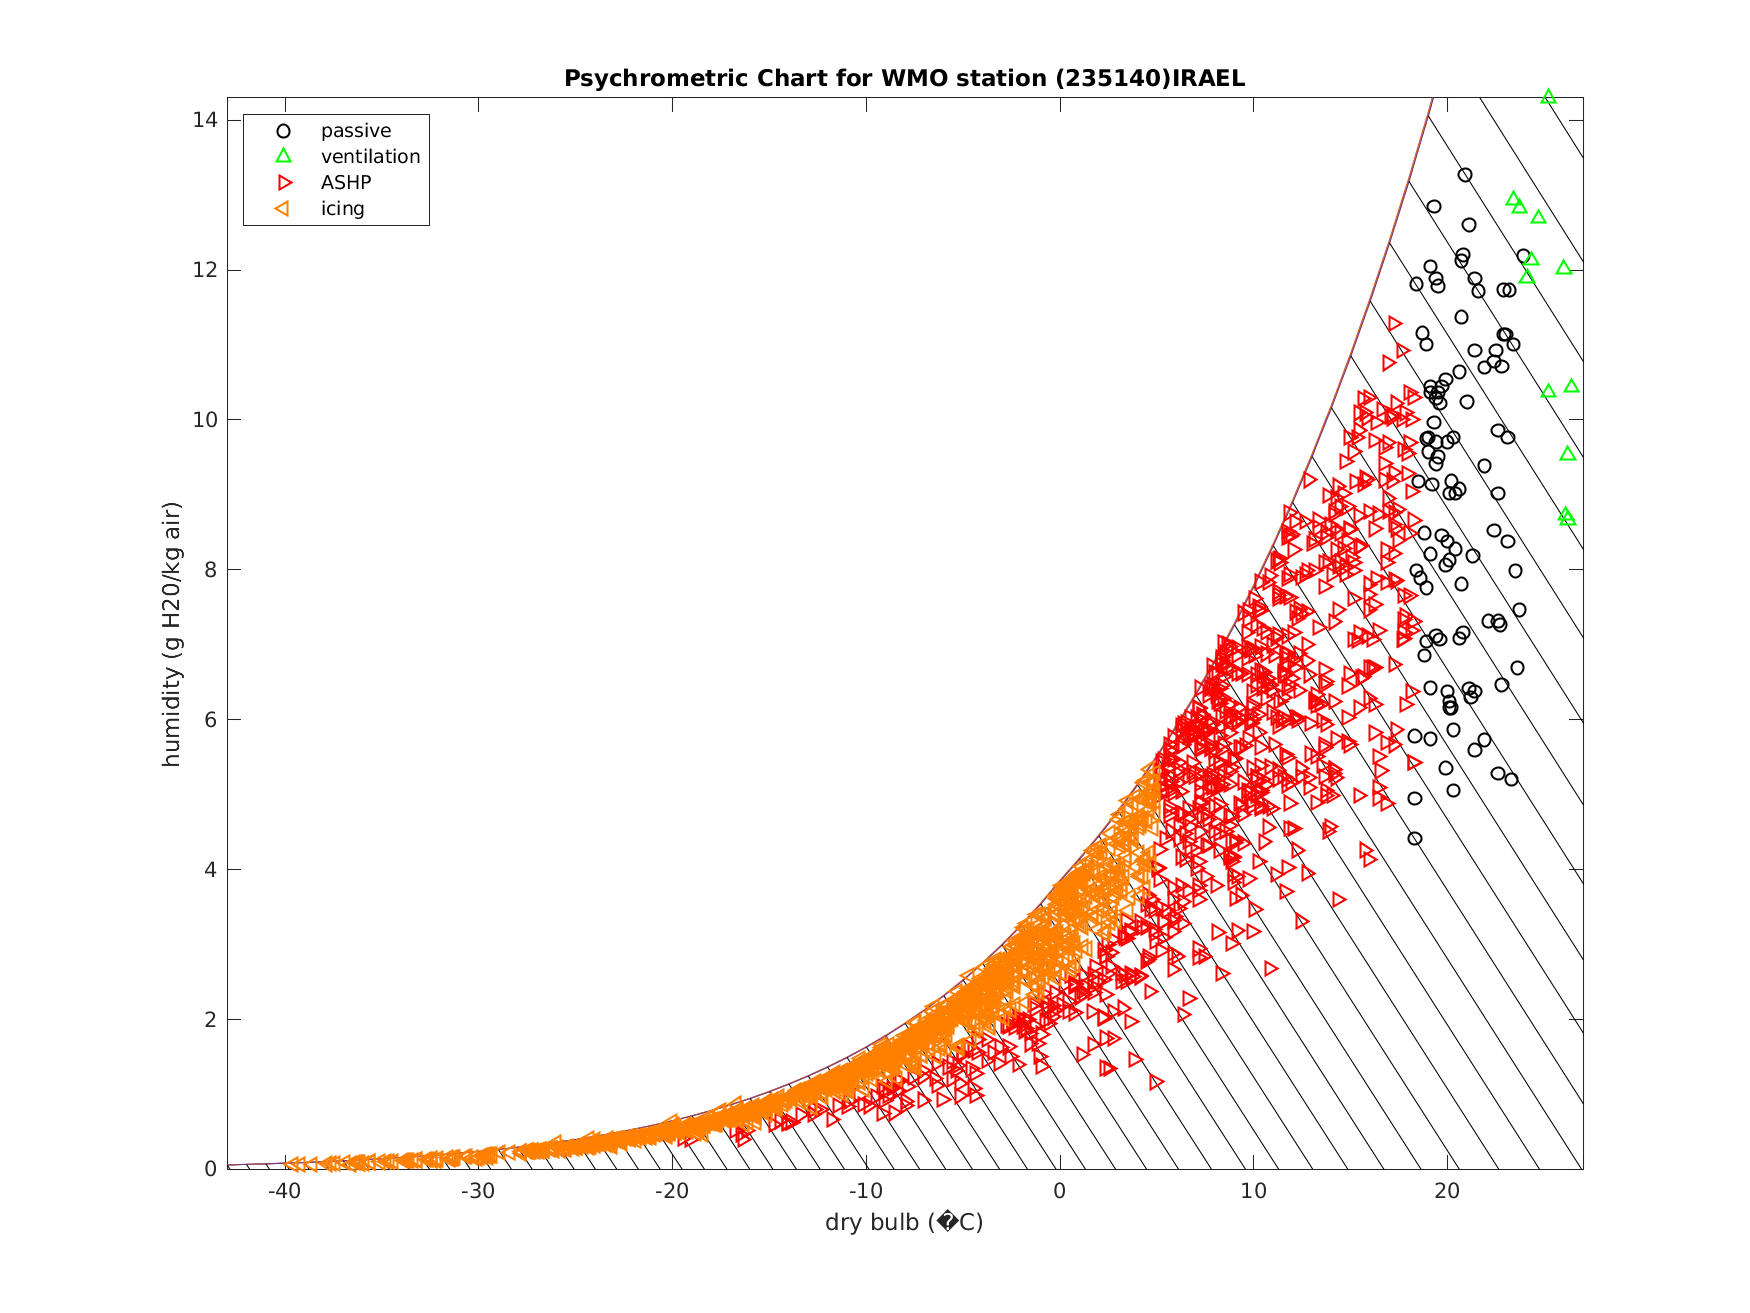 Psychrometric Chart for WMO station (235140)IRAEL
passive
ventilation
ASHP
icing
humidity (g H20/kg air)
14
12
10
8
6
4
2
0
-40 -30 -20 -10 0 10 20
dry bulb (�C)